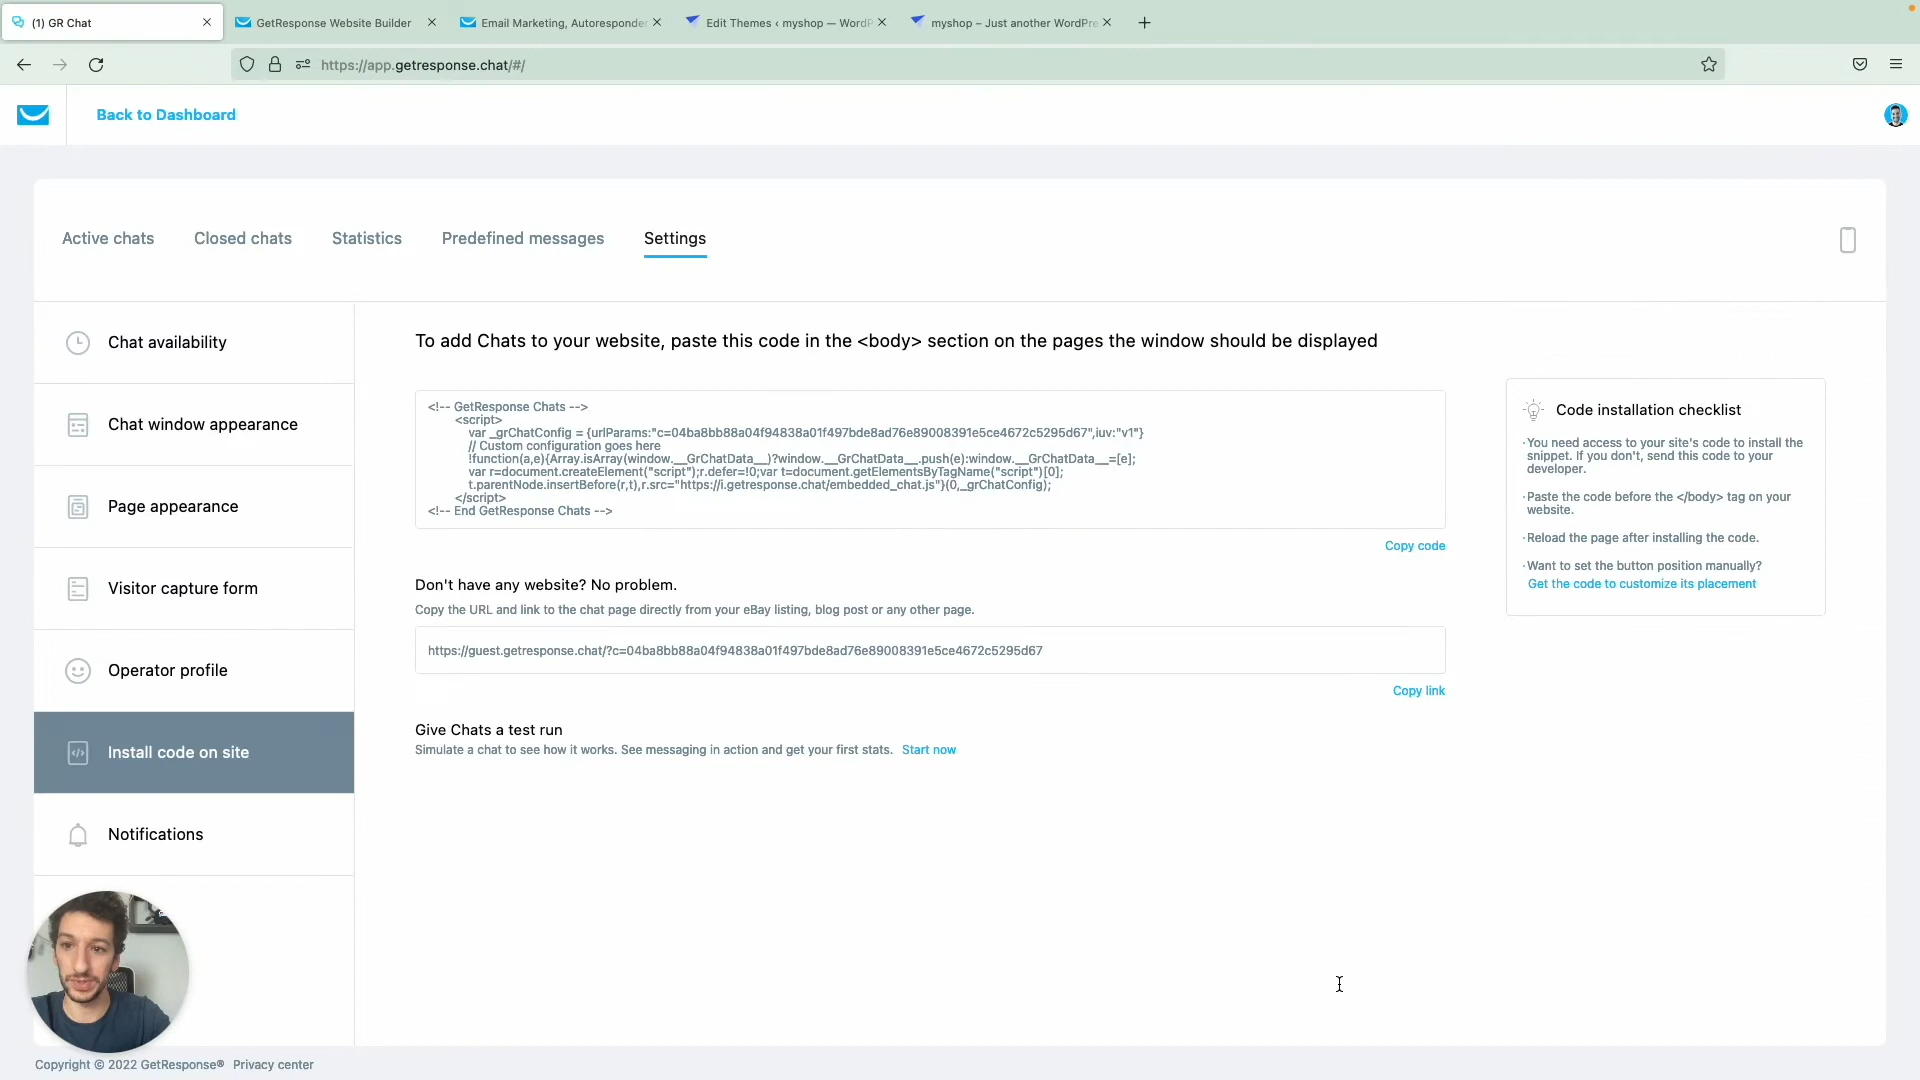 (1) GR Chat
GetResponse Website Builder
Email Marketing, Autoresponder
Edit Themes ‹ myshop — WordP
myshop – Just another WordPre
https://app.getresponse.chat/#/
Back to Dashboard
Active chats
Closed chats
Statistics
Predefined messages
Settings
Chat availability
Chat window appearance
Page appearance
Visitor capture form
Operator profile
Install code on site
Notifications
To add Chats to your website, paste this code in the <body> section on the pages the window should be displayed
<!-- GetResponse Chats -->
<script>
var _grChatConfig = {urlParams:"c=04ba8bb88a04f94838a01f497bde8ad76e89008391e5ce4672c5295d67",iuv:"v1"}
// Custom configuration goes here
!function(a,e){Array.isArray(window.__GrChatData__)?window.__GrChatData__.push(e):window.__GrChatData__=[e];
var r=document.createElement("script");r.defer=!0;var t=document.getElementsByTagName("script")[0];
t.parentNode.insertBefore(r,t),r.src="https://i.getresponse.chat/embedded_chat.js"}(0,_grChatConfig);
</script>
<!-- End GetResponse Chats -->
Copy code
Don't have any website? No problem.
Copy the URL and link to the chat page directly from your eBay listing, blog post or any other page.
https://guest.getresponse.chat/?c=04ba8bb88a04f94838a01f497bde8ad76e89008391e5ce4672c5295d67
Copy link
Give Chats a test run
Simulate a chat to see how it works. See messaging in action and get your first stats. Start now
Code installation checklist
·You need access to your site's code to install the
snippet. If you don't, send this code to your
developer.
·Paste the code before the </body> tag on your
website.
·Reload the page after installing the code.
·Want to set the button position manually?
Get the code to customize its placement
Copyright © 2022 GetResponse® Privacy center